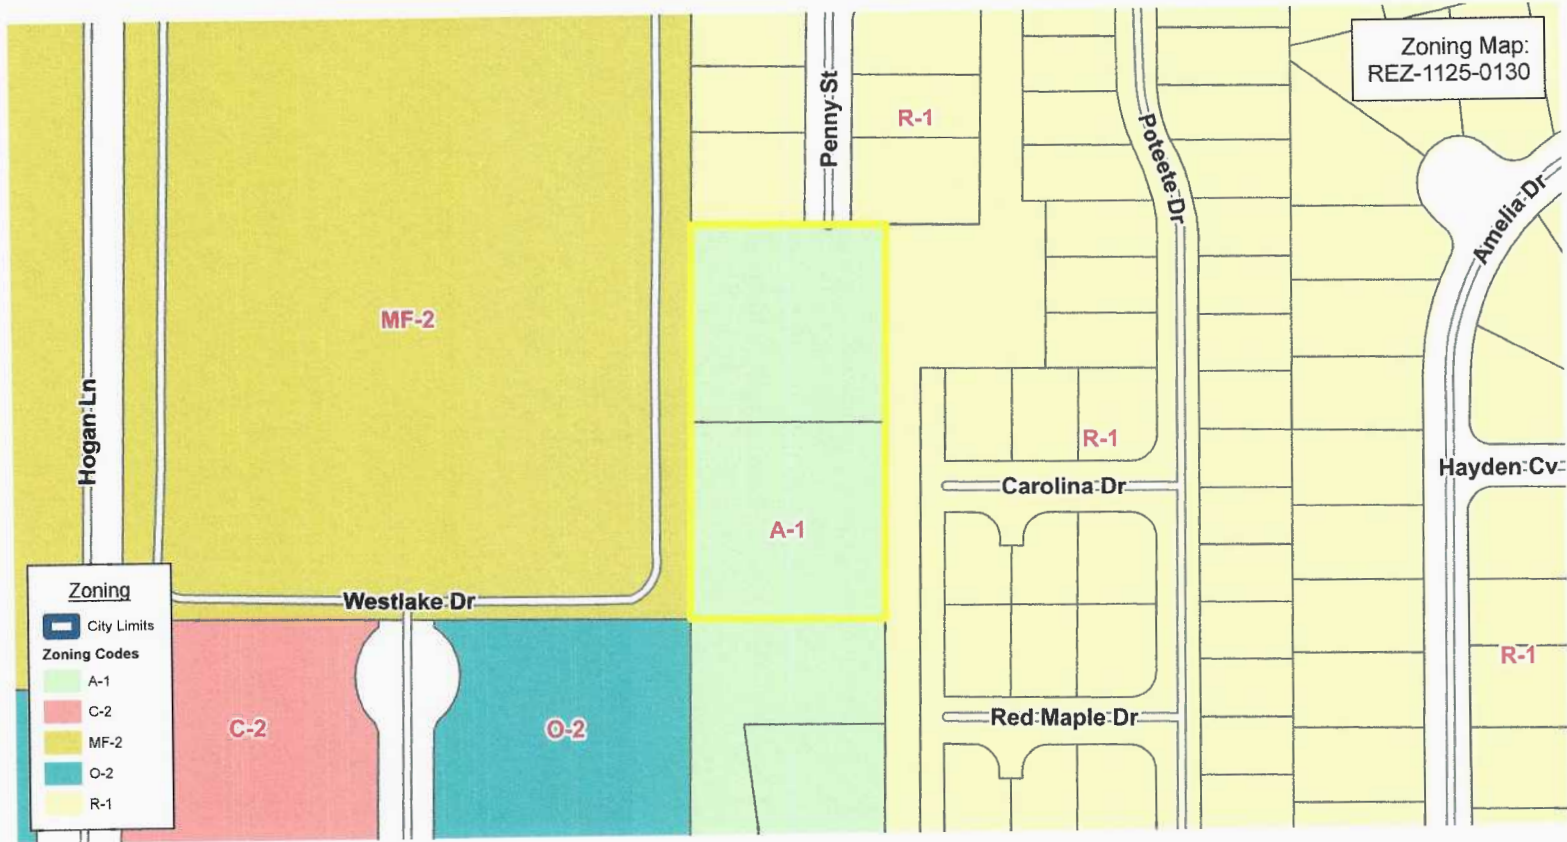 Zoning Map:
REZ-1125-0130
Penny St
R-1
Poteete Dr
Amelia Dr
MF-2
Hogan Ln
R-1
Hayden Cv
Carolina Dr
A-1
Westlake Dr
R-1
Red Maple Dr
C-2
O-2
Zoning
City Limits
Zoning Codes
A-1
C-2
MF-2
O-2
R-1